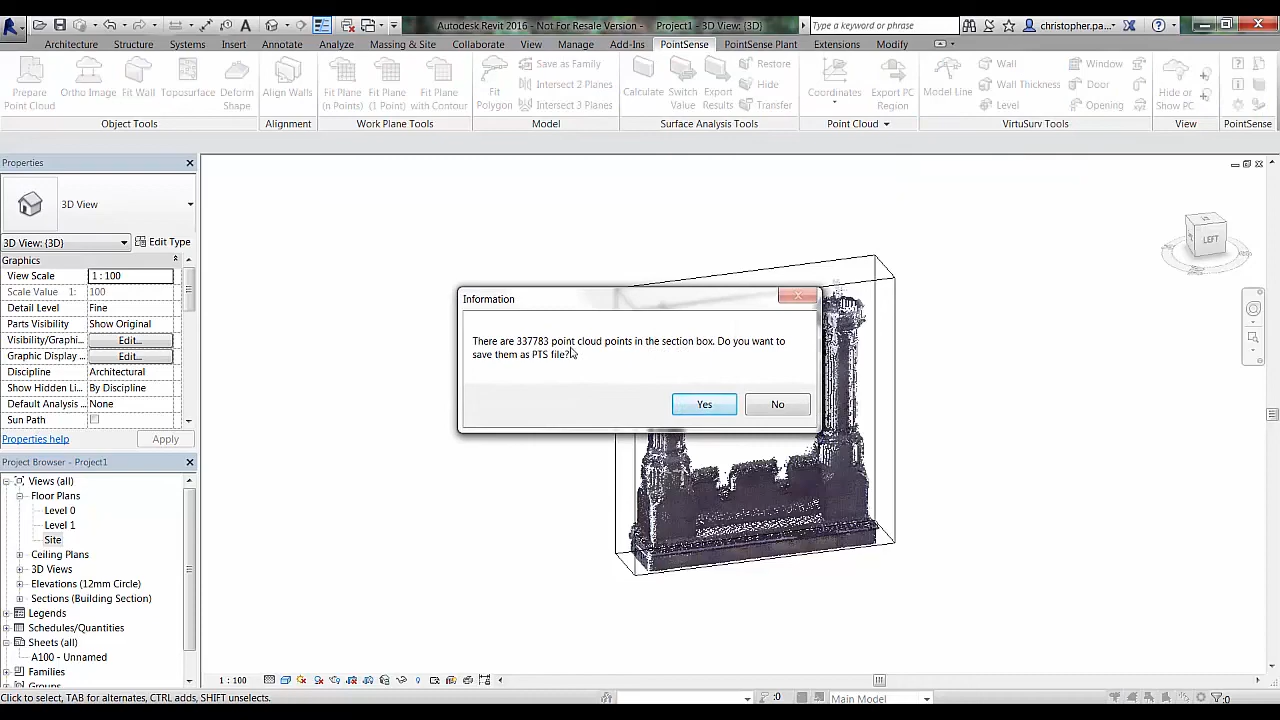 Autodesk Revit 2016 - Not For Resale Version - Project1 - 3D View: {3D}
Type a keyword or phrase
christopher.pa...
Architecture Structure Systems Insert Annotate Analyze Massing & Site Collaborate View Manage Add-Ins PointSense PointSense Plant Extensions Modify
Prepare Point Cloud
Ortho Image
Fit Wall
Toposurface
Deform Shape
Align Walls
Fit Plane (n Points)
Fit Plane (1 Point)
Fit Plane with Contour
Fit Polygon
Save as Family
Intersect 2 Planes
Intersect 3 Planes
Calculate
Switch Value
Export Results
Restore
Hide
Transfer
Coordinates
Export PC Region
Model Line
Wall
Wall Thickness
Level
Window
Door
Opening
Hide or Show PC
Object Tools
Alignment
Work Plane Tools
Model
Surface Analysis Tools
Point Cloud
VirtuSurv Tools
View
PointSense
Properties
3D View
3D View: {3D}
Edit Type
Graphics
View Scale 1 : 100
Scale Value 1: 100
Detail Level Fine
Parts Visibility Show Original
Visibility/Graphi... Edit...
Graphic Display ... Edit...
Discipline Architectural
Show Hidden Li... By Discipline
Default Analysis ... None
Sun Path
Properties help
Apply
Project Browser - Project1
Views (all)
Floor Plans
Level 0
Level 1
Site
Ceiling Plans
3D Views
Elevations (12mm Circle)
Sections (Building Section)
Legends
Schedules/Quantities
Sheets (all)
A100 - Unnamed
Families
Groups
LEFT
Information
There are 337783 point cloud points in the section box. Do you want to
save them as PTS file?
Yes
No
1 : 100
Click to select, TAB for alternates, CTRL adds, SHIFT unselects.
:0
Main Model
:0